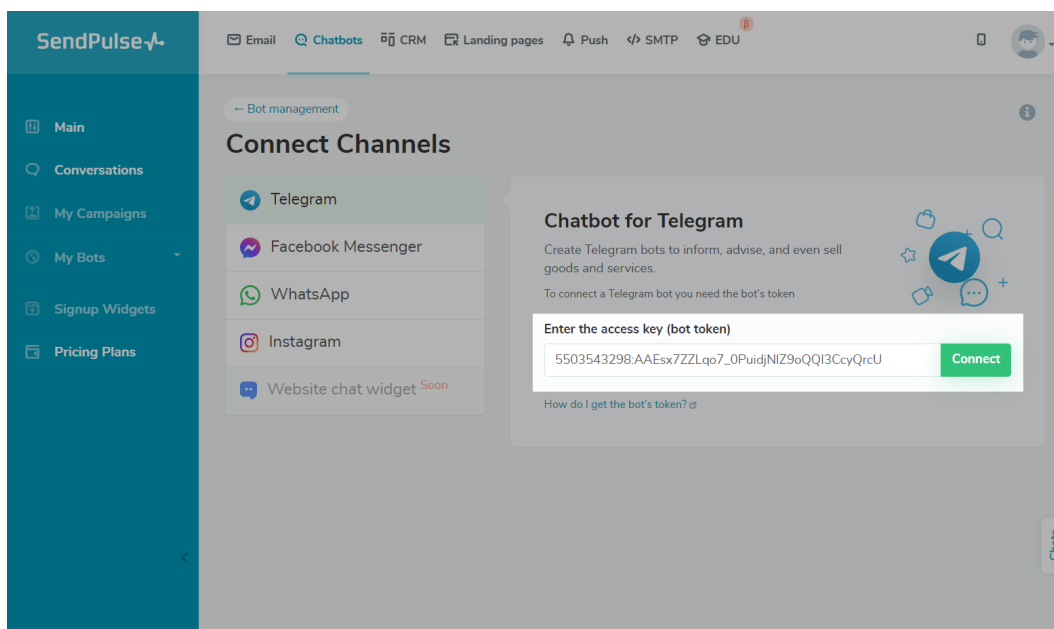 SendPulse
Email Chatbots CRM Landing pages Push SMTP EDU β
Main
Conversations
My Campaigns
My Bots
Signup Widgets
Pricing Plans
← Bot management
Connect Channels
Telegram
Facebook Messenger
WhatsApp
Instagram
Website chat widget Soon
Chatbot for Telegram
Create Telegram bots to inform, advise, and even sell
goods and services.
To connect a Telegram bot you need the bot's token
Enter the access key (bot token)
5503543298:AAEsx7ZZLqo7_0PuidjNlZ9oQQI3CcyQrcU
Connect
How do I get the bot's token?